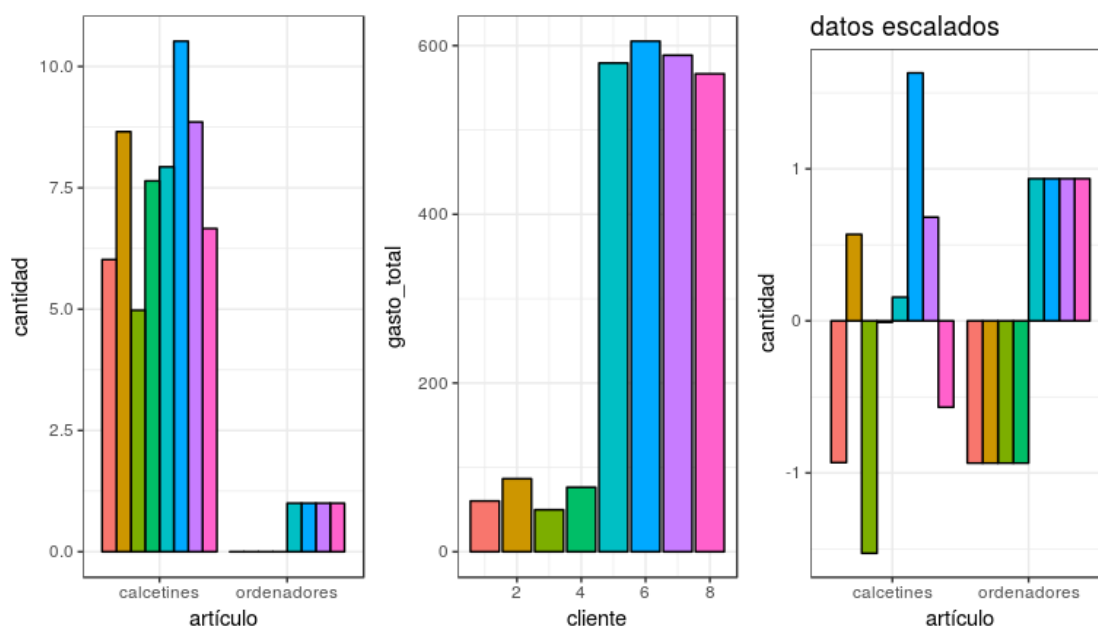 cantidad
10.0
7.5
5.0
2.5
0.0
calcetines ordenadores
artículo
gasto_total
600
400
200
0
2 4 6 8
cliente
datos escalados
cantidad
1
0
-1
calcetines ordenadores
artículo